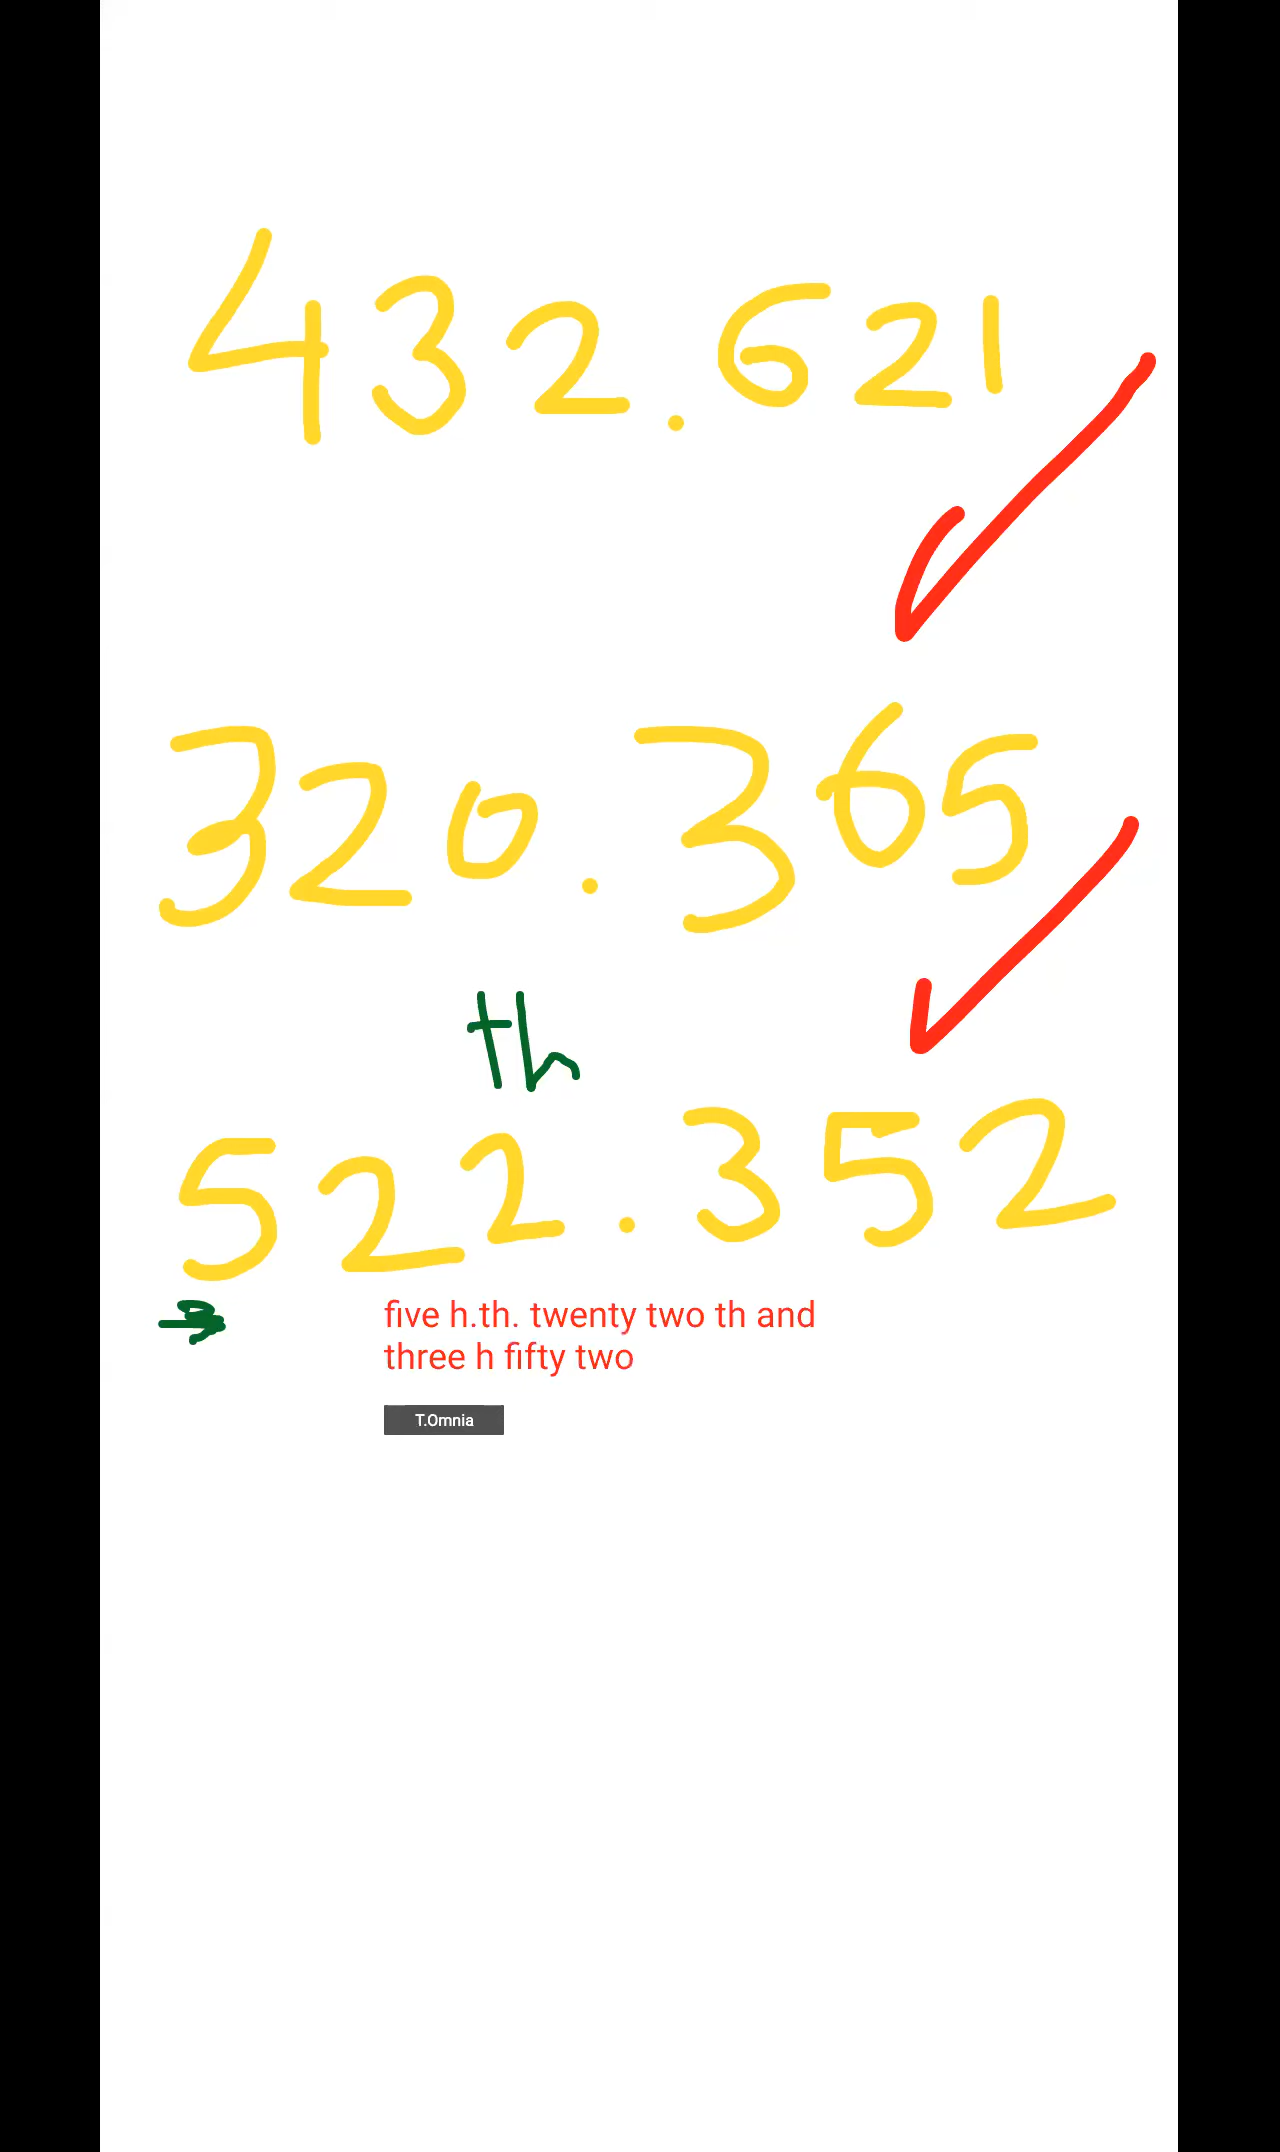 432.621
320.365
th
522.352
five h.th. twenty two th and
three h fifty two
T.Omnia